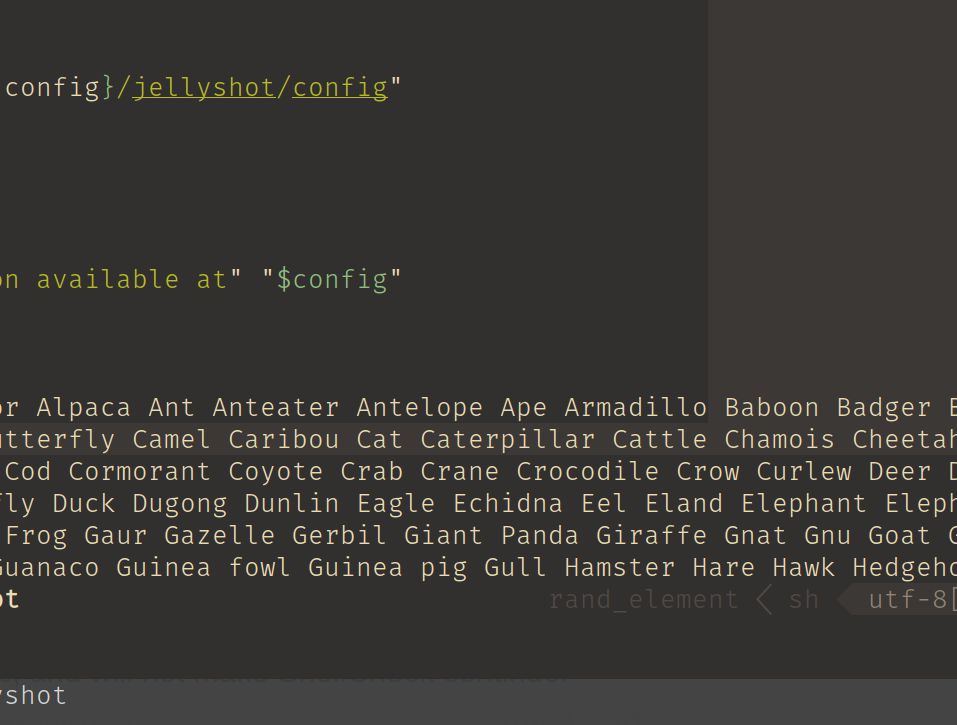 config}/jellyshot/config"
n available at" "$config"
r Alpaca Ant Anteater Antelope Ape Armadillo Baboon Badger
utterfly Camel Caribou Cat Caterpillar Cattle Chamois Cheetah
Cod Cormorant Coyote Crab Crane Crocodile Crow Curlew Deer
fly Duck Dugong Dunlin Eagle Echidna Eel Eland Elephant Eleph
Frog Gaur Gazelle Gerbil Giant Panda Giraffe Gnat Gnu Goat
Guanaco Guinea fowl Guinea pig Gull Hamster Hare Hawk Hedgeho
ot rand_element < sh utf-8[
yshot